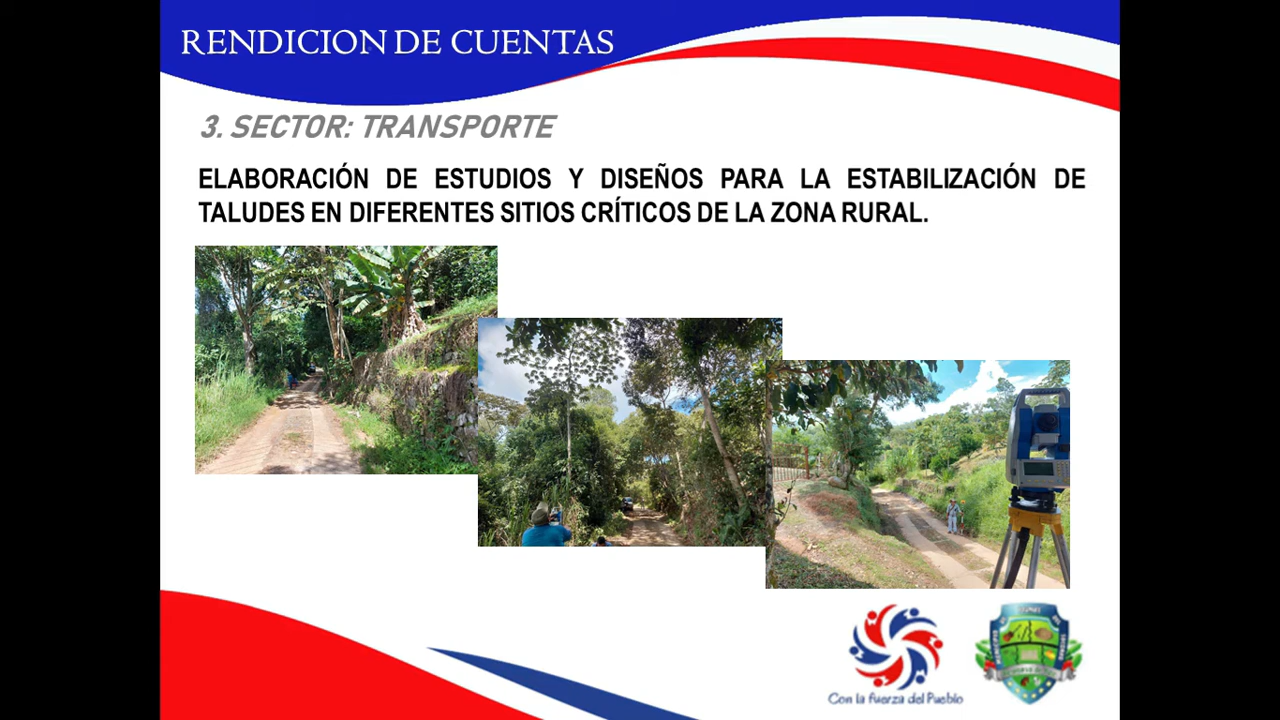 RENDICION DE CUENTAS
3. SECTOR: TRANSPORTE
ELABORACIÓN DE ESTUDIOS Y DISEÑOS PARA LA ESTABILIZACIÓN DE
TALUDES EN DIFERENTES SITIOS CRÍTICOS DE LA ZONA RURAL.
Con la fuerza del Pueblo